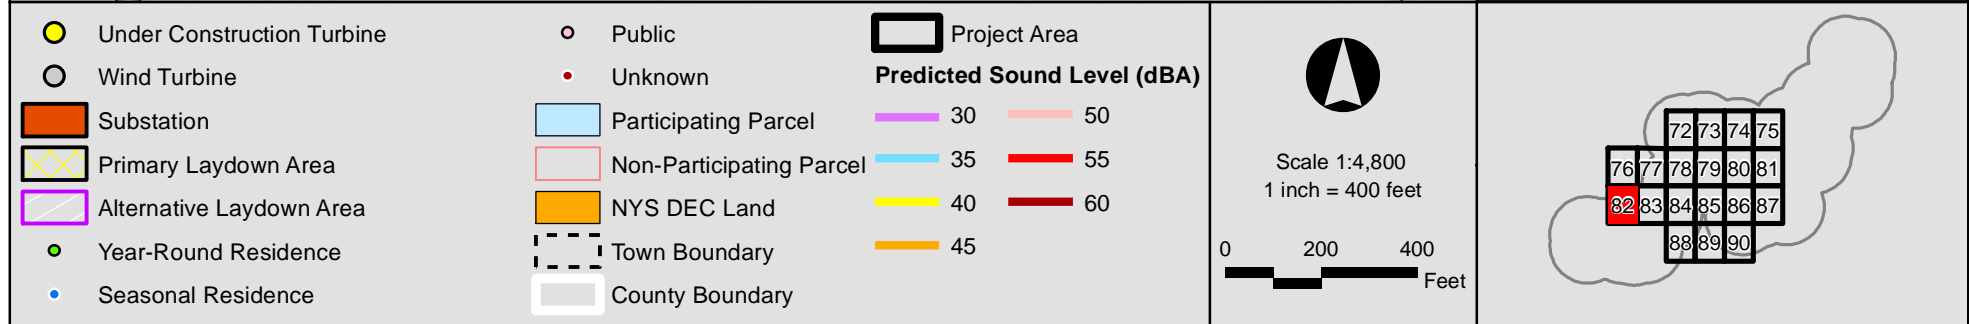 Under Construction Turbine
Wind Turbine
Substation
Primary Laydown Area
Alternative Laydown Area
Year-Round Residence
Seasonal Residence
Public
Unknown
Participating Parcel
Non-Participating Parcel
NYS DEC Land
Town Boundary
County Boundary
Project Area
Predicted Sound Level (dBA)
30
35
40
45
50
55
60
Scale 1:4,800
1 inch = 400 feet
0 200 400
Feet
72 73 74 75
76 77 78 79 80 81
82 83 84 85 86 87
88 89 90